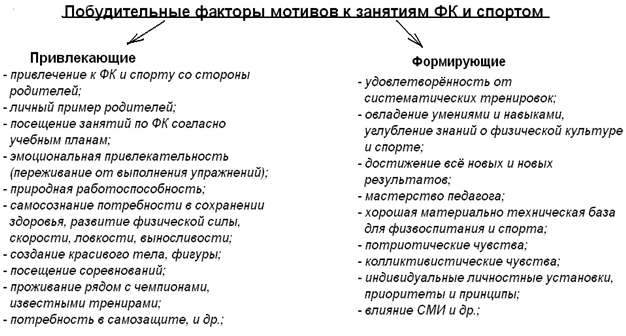 Побудительные факторы мотивов к занятиям ФК и спортом
Привлекающие
- привлечение к ФК и спорту со стороны
родителей;
- личный пример родителей;
- посещение занятий по ФК согласно
учебным планам;
- эмоциональная привлекательность
(переживание от выполнения упражнений);
- природная работоспособность;
- самосознание потребности в сохранении
здоровья, развитие физической силы,
скорости, ловкости, выносливости;
- создание красивого тела, фигуры;
- посещение соревнований;
- проживание рядом с чемпионами,
известными тренирами;
- потребность в самозащите, и др.;
Формирующие
- удовлетворённость от
систематических тренировок;
- овладение умениями и навыками,
углубление знаний о физической культуре
и спорте;
- достижение всё новых и новых
результатов;
- мастерство педагога;
- хорошая материально техническая база
для физвоспитания и спорта;
- патриотические чувства;
- колликтивистические чувства;
- индивидуальные личностные установки,
приоритеты и принципы;
- влияние СМИ и др.;